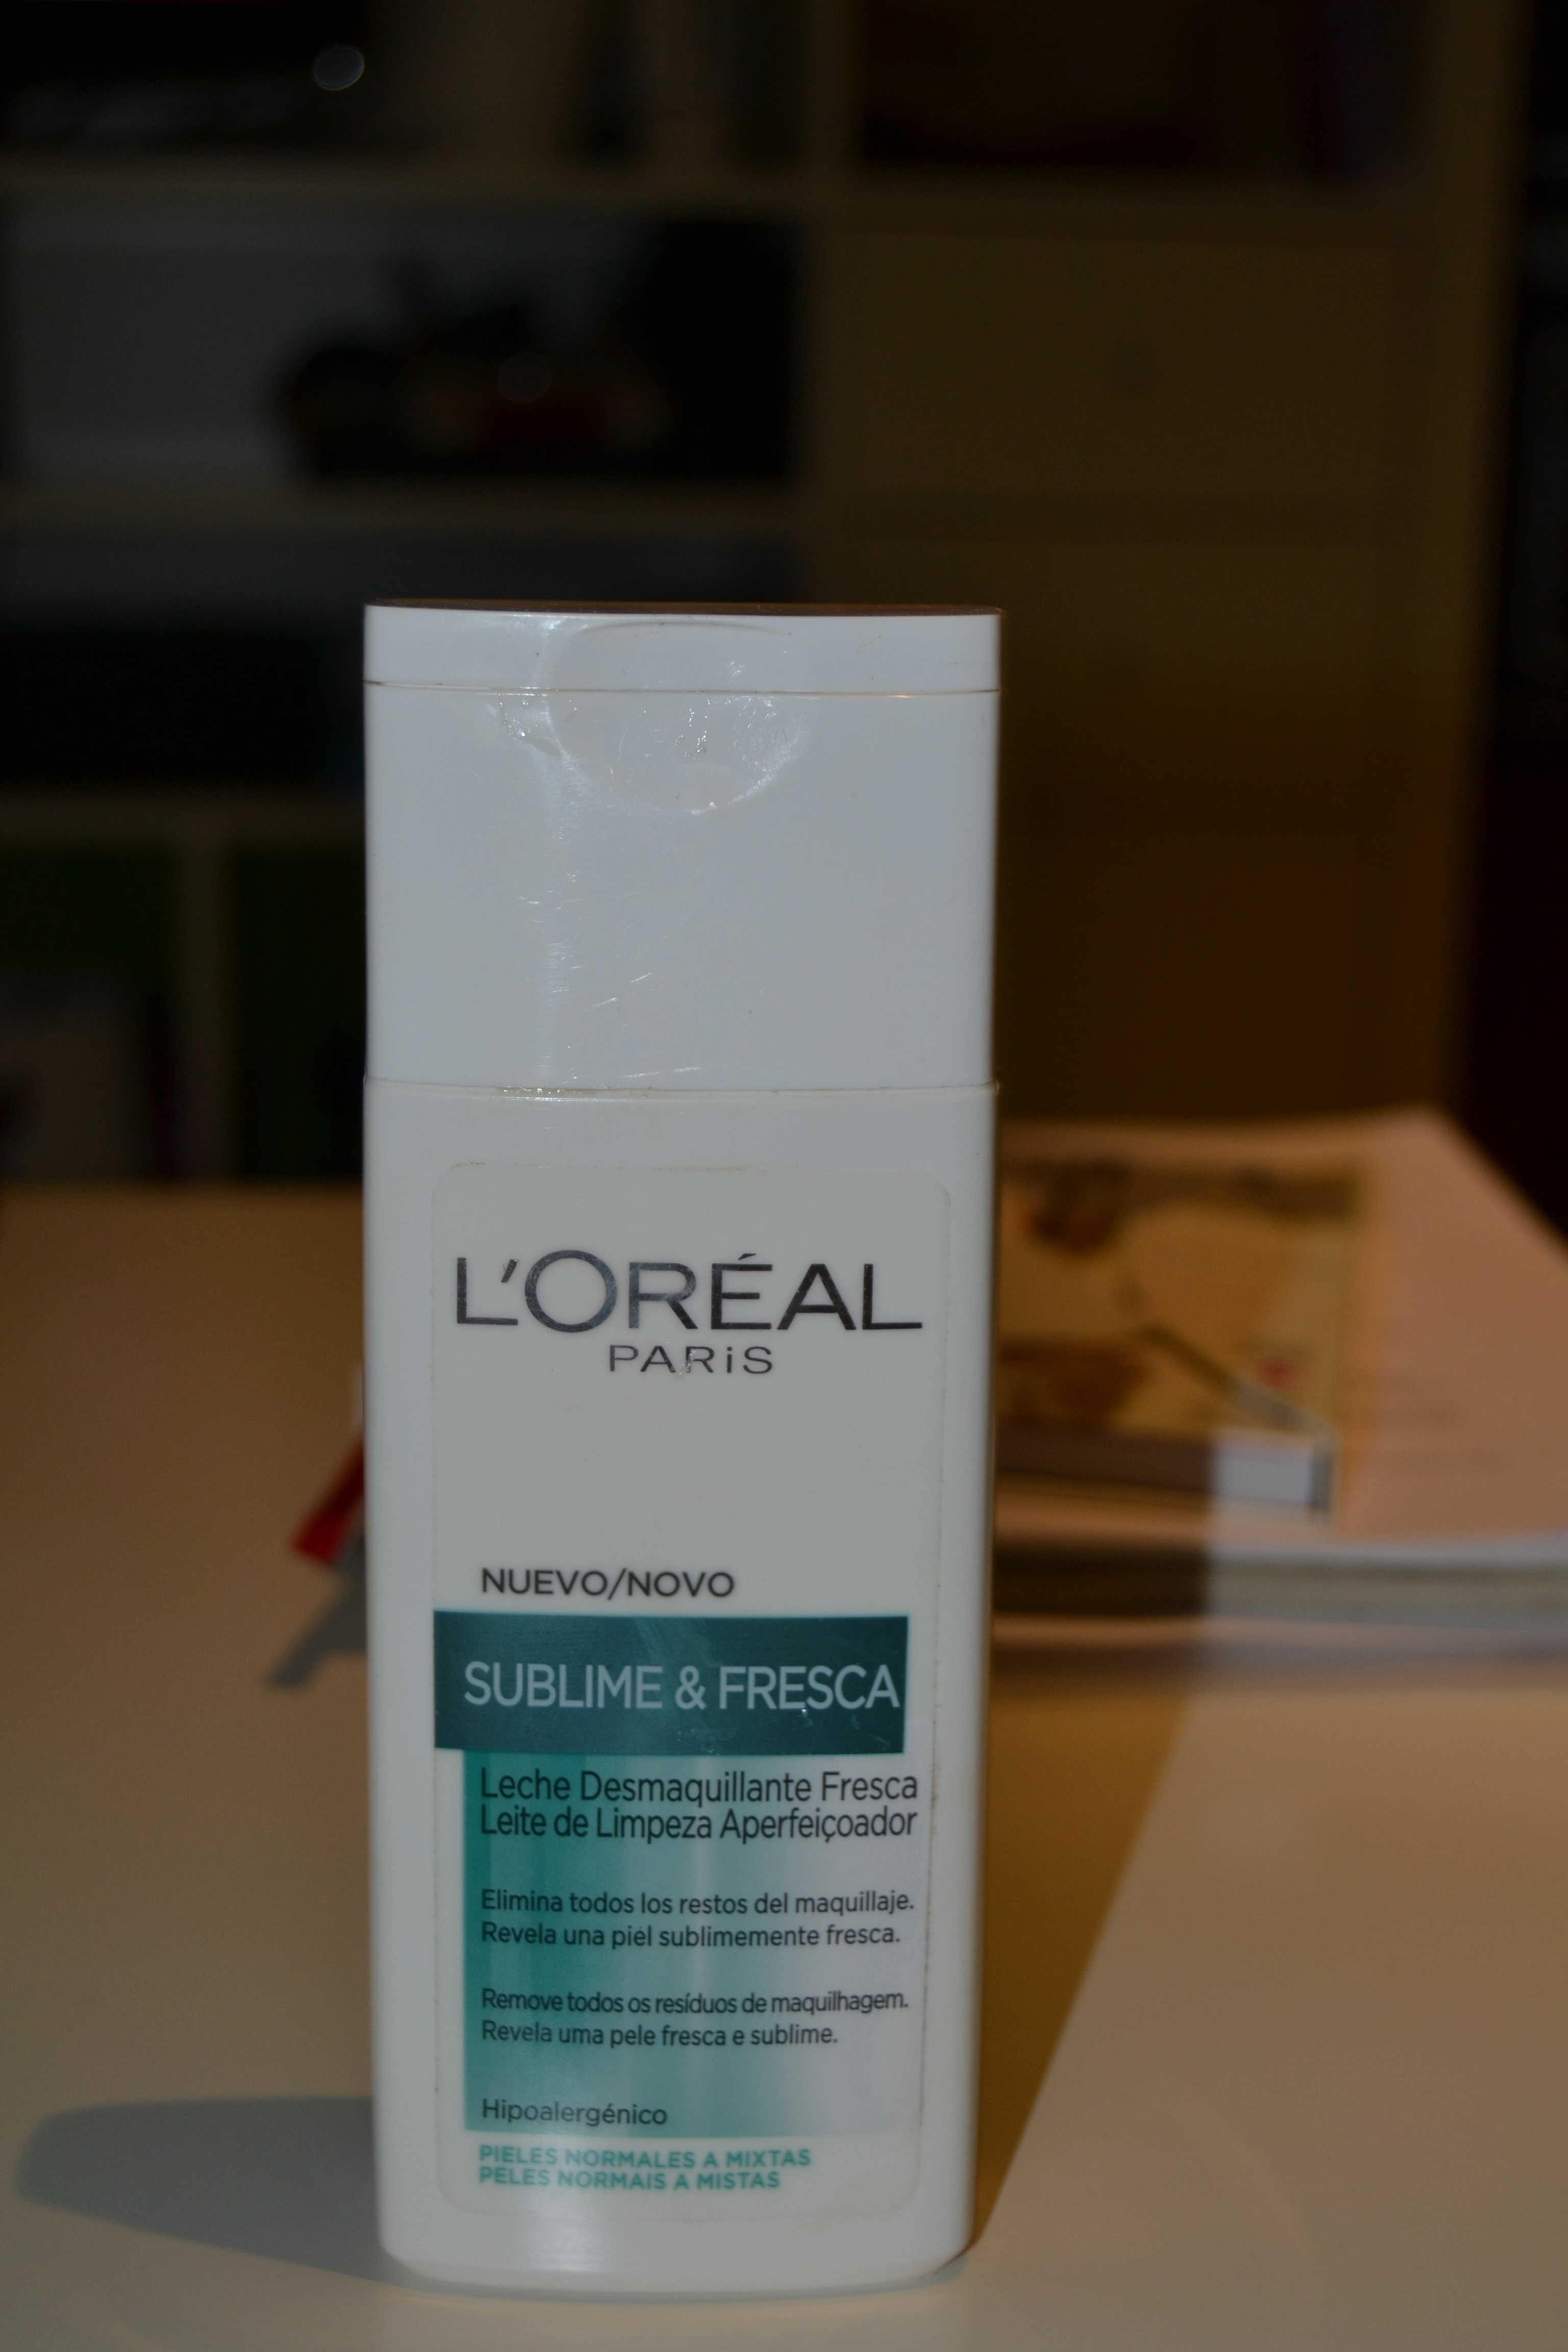 L'ORÉAL
PARiS
NUEVO/NOVO
SUBLIME & FRESCA
Leche Desmaquillante Fresca
Leite de Limpeza Aperfeiçoador
Elimina todos los restos del maquillaje.
Revela una piel sublimemente fresca.
Remove todos os resíduos de maquilhagem.
Revela uma pele fresca e sublime.
Hipoalergénico
PIELES NORMALES A MIXTAS
PELES NORMAIS A MISTAS